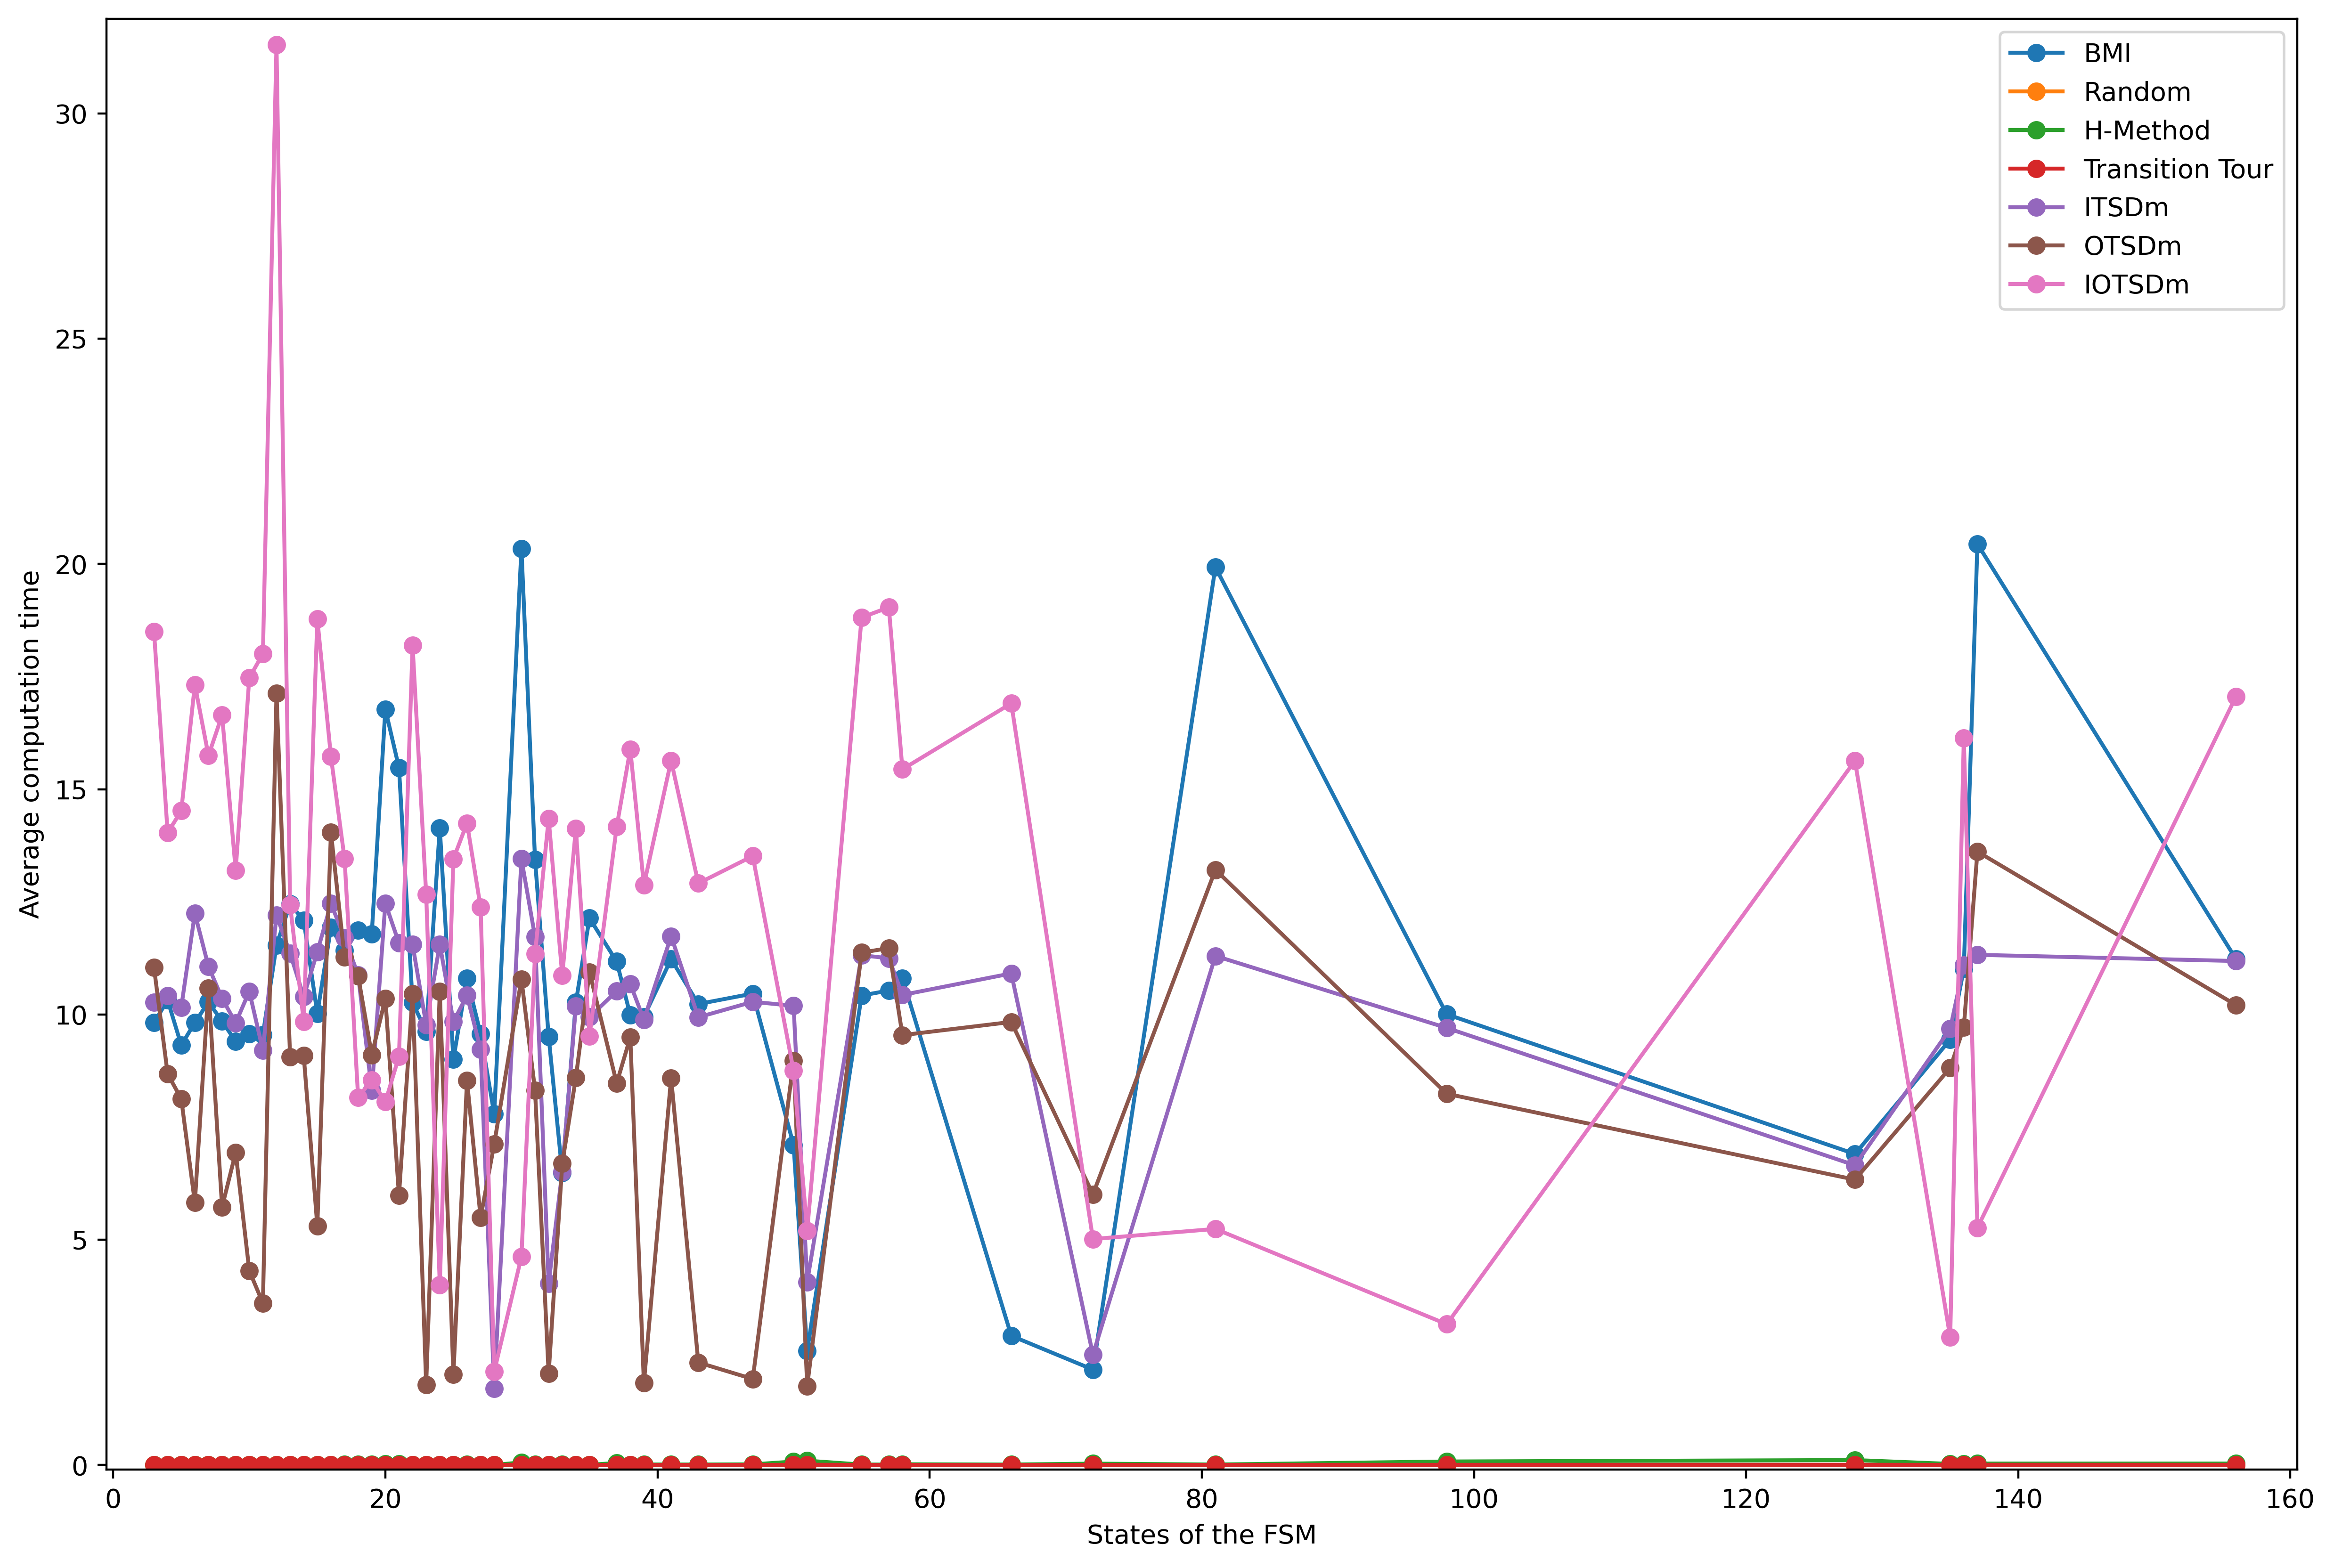 BMI
Random
H-Method
Transition Tour
ITSDm
OTSDm
IOTSDm
Average computation time
30
25
20
15
10
5
0
0 20 40 60 80 100 120 140 160
States of the FSM